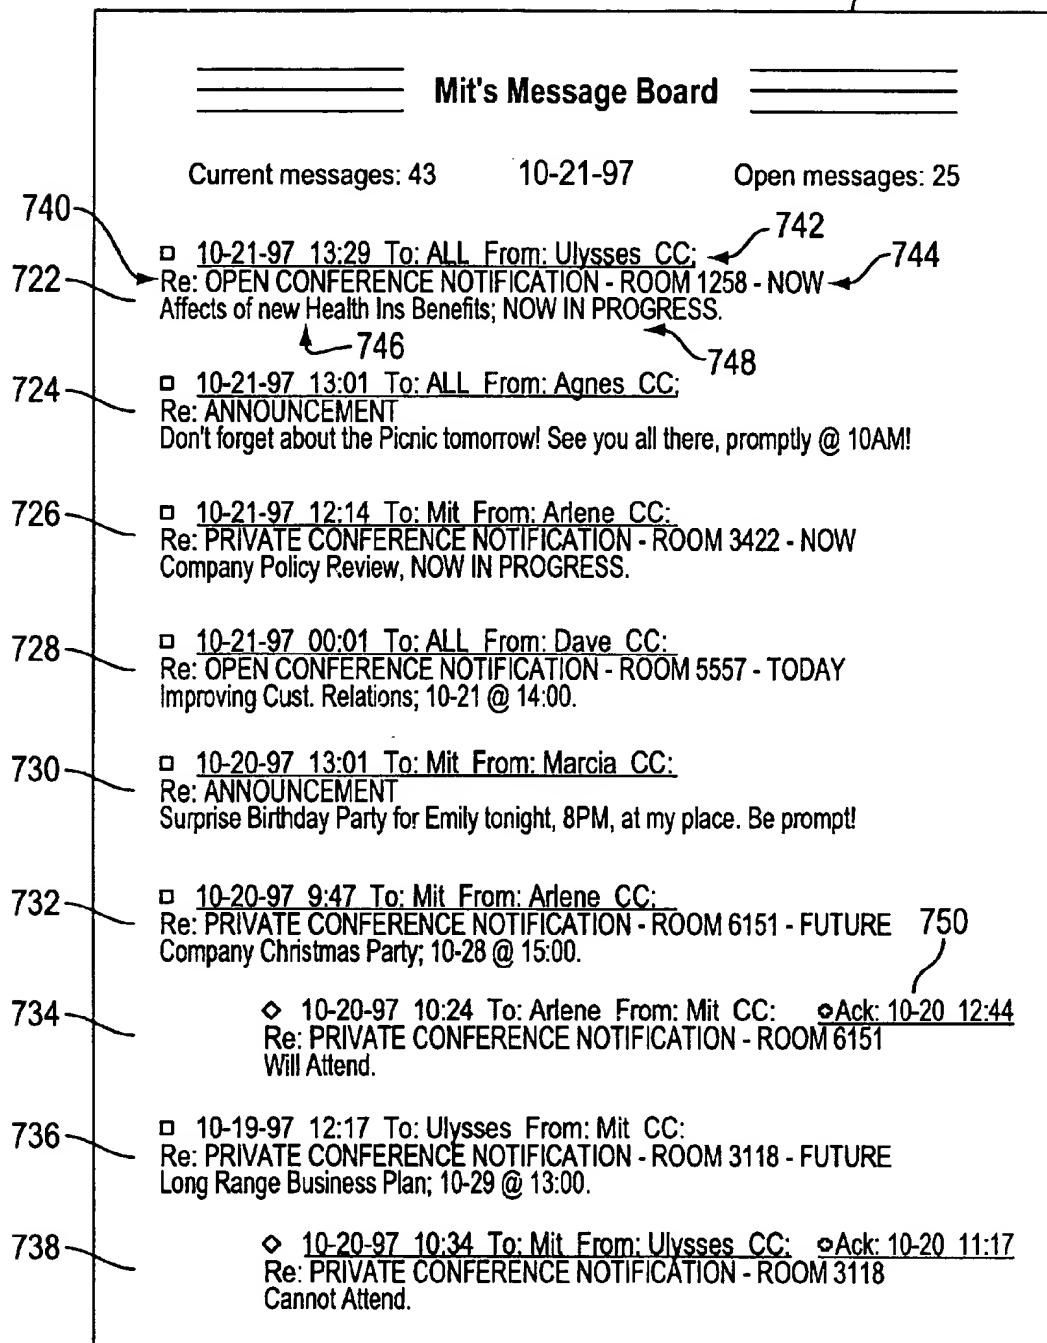 Mit's Message Board
Current messages: 43 10-21-97 Open messages: 25
740 742
10-21-97 13:29 To: ALL From: Ulysses CC;
722 Re: OPEN CONFERENCE NOTIFICATION - ROOM 1258 - NOW 744
Affects of new Health Ins Benefits; NOW IN PROGRESS.
746 748
724 10-21-97 13:01 To: ALL From: Agnes CC;
Re: ANNOUNCEMENT
Don't forget about the Picnic tomorrow! See you all there, promptly @ 10AM!
726 10-21-97 12:14 To: Mit From: Arlene CC:
Re: PRIVATE CONFERENCE NOTIFICATION - ROOM 3422 - NOW
Company Policy Review, NOW IN PROGRESS.
728 10-21-97 00:01 To: ALL From: Dave CC:
Re: OPEN CONFERENCE NOTIFICATION - ROOM 5557 - TODAY
Improving Cust. Relations; 10-21 @ 14:00.
730 10-20-97 13:01 To: Mit From: Marcia CC:
Re: ANNOUNCEMENT
Surprise Birthday Party for Emily tonight, 8PM, at my place. Be prompt!
732 10-20-97 9:47 To: Mit From: Arlene CC:
Re: PRIVATE CONFERENCE NOTIFICATION - ROOM 6151 - FUTURE 750
Company Christmas Party; 10-28 @ 15:00.
734 10-20-97 10:24 To: Arlene From: Mit CC: Ack: 10-20 12:44
Re: PRIVATE CONFERENCE NOTIFICATION - ROOM 6151
Will Attend.
736 10-19-97 12:17 To: Ulysses From: Mit CC:
Re: PRIVATE CONFERENCE NOTIFICATION - ROOM 3118 - FUTURE
Long Range Business Plan; 10-29 @ 13:00.
738 10-20-97 10:34 To: Mit From: Ulysses CC: Ack: 10-20 11:17
Re: PRIVATE CONFERENCE NOTIFICATION - ROOM 3118
Cannot Attend.